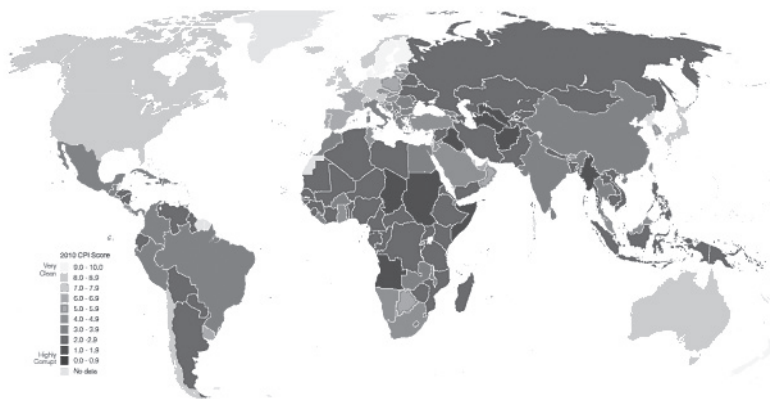 2010 CPI Score
Very Clean
9.0 - 10.0
8.0 - 8.9
7.0 - 7.9
6.0 - 6.9
5.0 - 5.9
4.0 - 4.9
3.0 - 3.9
2.0 - 2.9
1.0 - 1.9
Highly Corrupt
0.0 - 0.9
No data